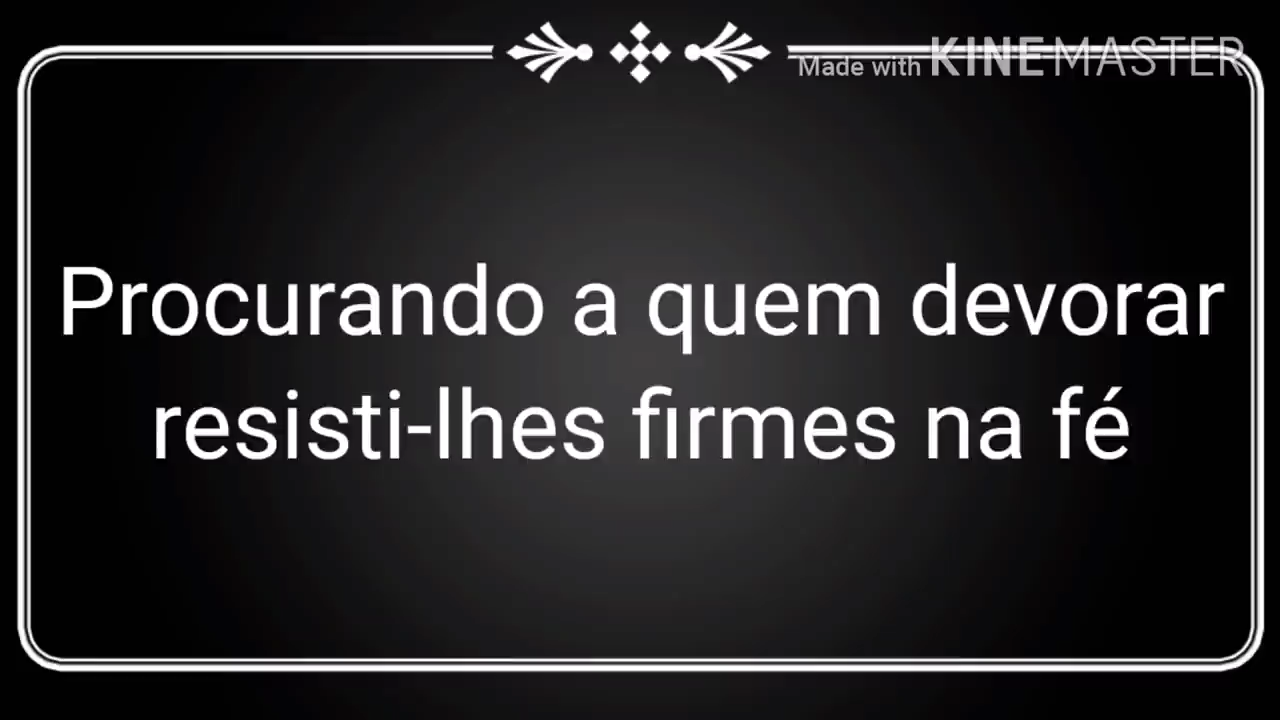 Made with KINEMASTER
Procurando a quem devorar
resisti-lhes firmes na fé